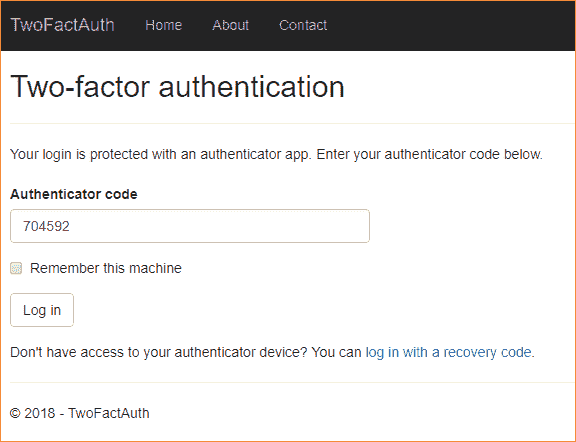 TwoFactAuth Home About Contact
Two-factor authentication
Your login is protected with an authenticator app. Enter your authenticator code below.
Authenticator code
704592
Remember this machine
Log in
Don't have access to your authenticator device? You can log in with a recovery code.
© 2018 - TwoFactAuth